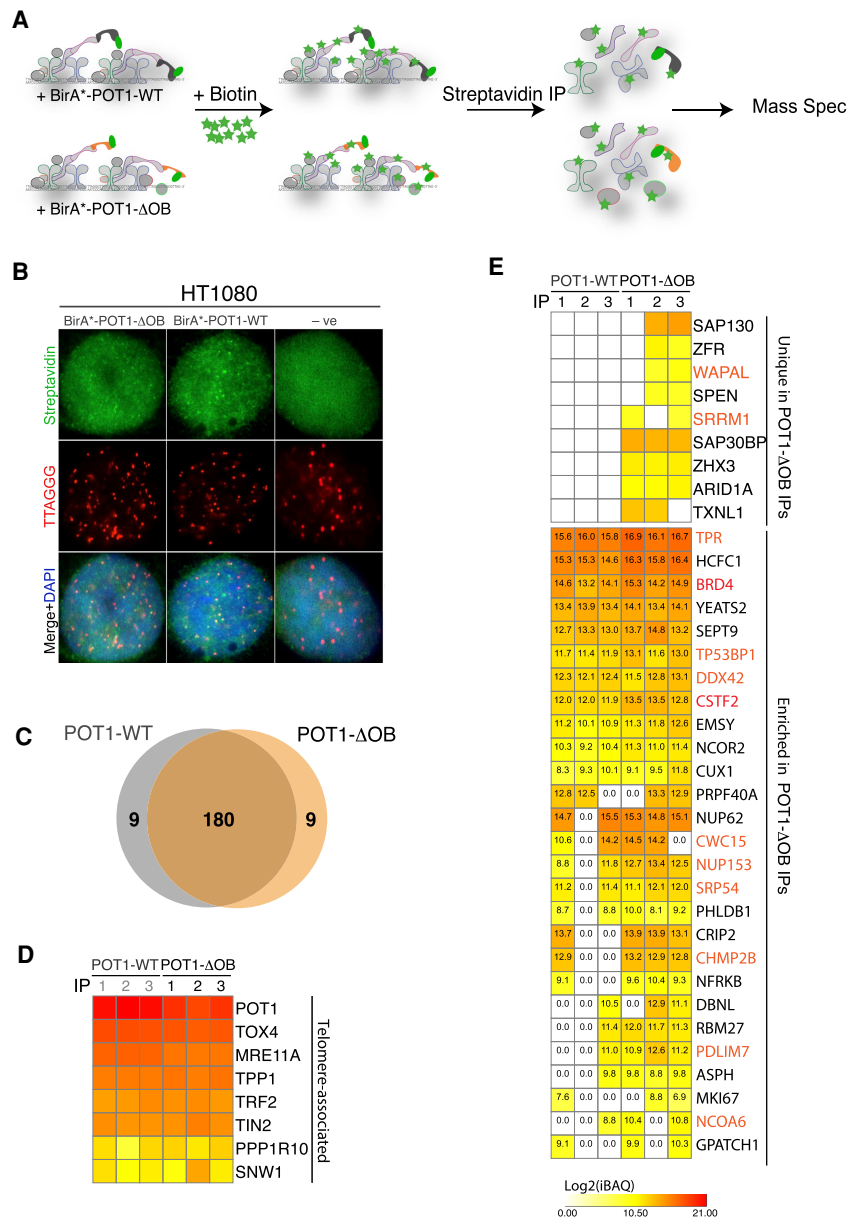 A
+ BirA*-POT1-WT
+ Biotin
Streptavidin IP
Mass Spec
+ BirA*-POT1-ΔOB
B
HT1080
BirA*-POT1-ΔOB BirA*-POT1-WT – ve
Streptavidin
TTAGGG
Merge+DAPI
C
POT1-WT
POT1-ΔOB
9 180 9
D
POT1-WT POT1-ΔOB
IP 1 2 3 1 2 3
POT1
TOX4
MRE11A
TPP1
TRF2
TIN2
PPP1R10
SNW1
Telomere-associated
E
POT1-WT POT1-ΔOB
IP 1 2 3 1 2 3
SAP130
ZFR
WAPAL
SPEN
SRRM1
SAP30BP
ZHX3
ARID1A
TXNL1
Unique in POT1-ΔOB IPs
15.6 16.0 15.8 16.9 16.1 16.7 TPR
15.3 15.3 14.6 16.3 15.8 16.4 HCFC1
14.6 13.2 14.1 15.3 14.2 14.9 BRD4
13.4 13.9 13.4 14.1 13.4 14.1 YEATS2
12.7 13.3 13.0 13.7 14.8 13.2 SEPT9
11.7 11.4 11.9 13.1 11.6 13.0 TP53BP1
12.3 12.1 12.4 11.5 12.8 13.1 DDX42
12.0 12.0 11.9 13.5 13.5 12.8 CSTF2
11.2 10.1 10.9 11.3 11.8 12.6 EMSY
10.3 9.2 10.4 11.3 11.0 11.4 NCOR2
8.3 9.3 10.1 9.1 9.5 11.8 CUX1
12.8 12.5 0.0 0.0 13.3 12.9 PRPF40A
14.7 0.0 15.5 15.3 14.8 15.1 NUP62
10.6 0.0 14.2 14.5 14.2 0.0 CWC15
8.8 0.0 11.8 12.7 13.4 12.5 NUP153
11.2 0.0 11.4 11.1 12.1 12.0 SRP54
8.7 0.0 8.8 10.0 8.1 9.2 PHLDB1
13.7 0.0 0.0 13.9 13.9 13.1 CRIP2
12.9 0.0 0.0 13.2 12.9 12.8 CHMP2B
9.1 0.0 0.0 9.6 10.4 9.3 NFRKB
0.0 0.0 10.5 0.0 12.9 11.1 DBNL
0.0 0.0 11.4 12.0 11.7 11.3 RBM27
0.0 0.0 11.0 10.9 12.6 11.2 PDLIM7
0.0 0.0 9.8 9.8 8.8 9.8 ASPH
7.6 0.0 0.0 0.0 8.8 6.9 MKI67
0.0 0.0 8.8 10.4 0.0 10.8 NCOA6
9.1 0.0 0.0 9.9 0.0 10.3 GPATCH1
Enriched in POT1-ΔOB IPs
Log2(iBAQ)
0.00 10.50 21.00